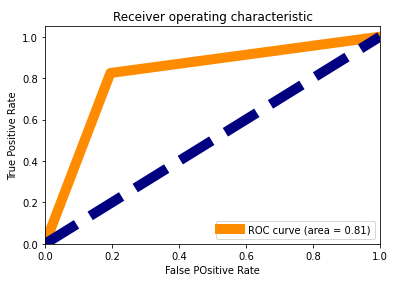 Receiver operating characteristic
1.0
0.8
0.6
0.4
0.2
0.0
True Positive Rate
ROC curve (area = 0.81)
0.0 0.2 0.4 0.6 0.8 1.0
False POsitive Rate